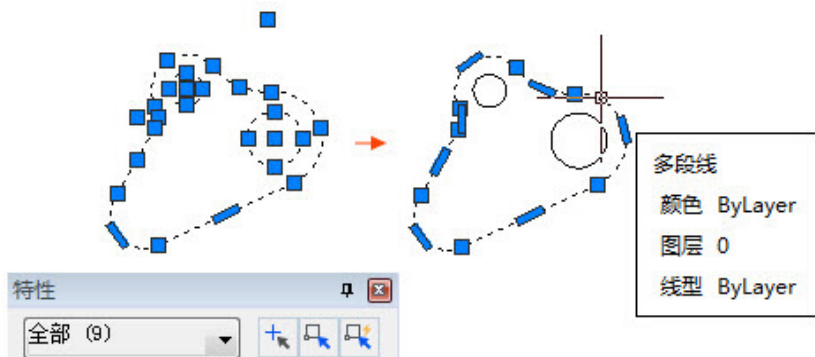 多段线
颜色 ByLayer
图层 0
线型 ByLayer
特性
全部 (9)